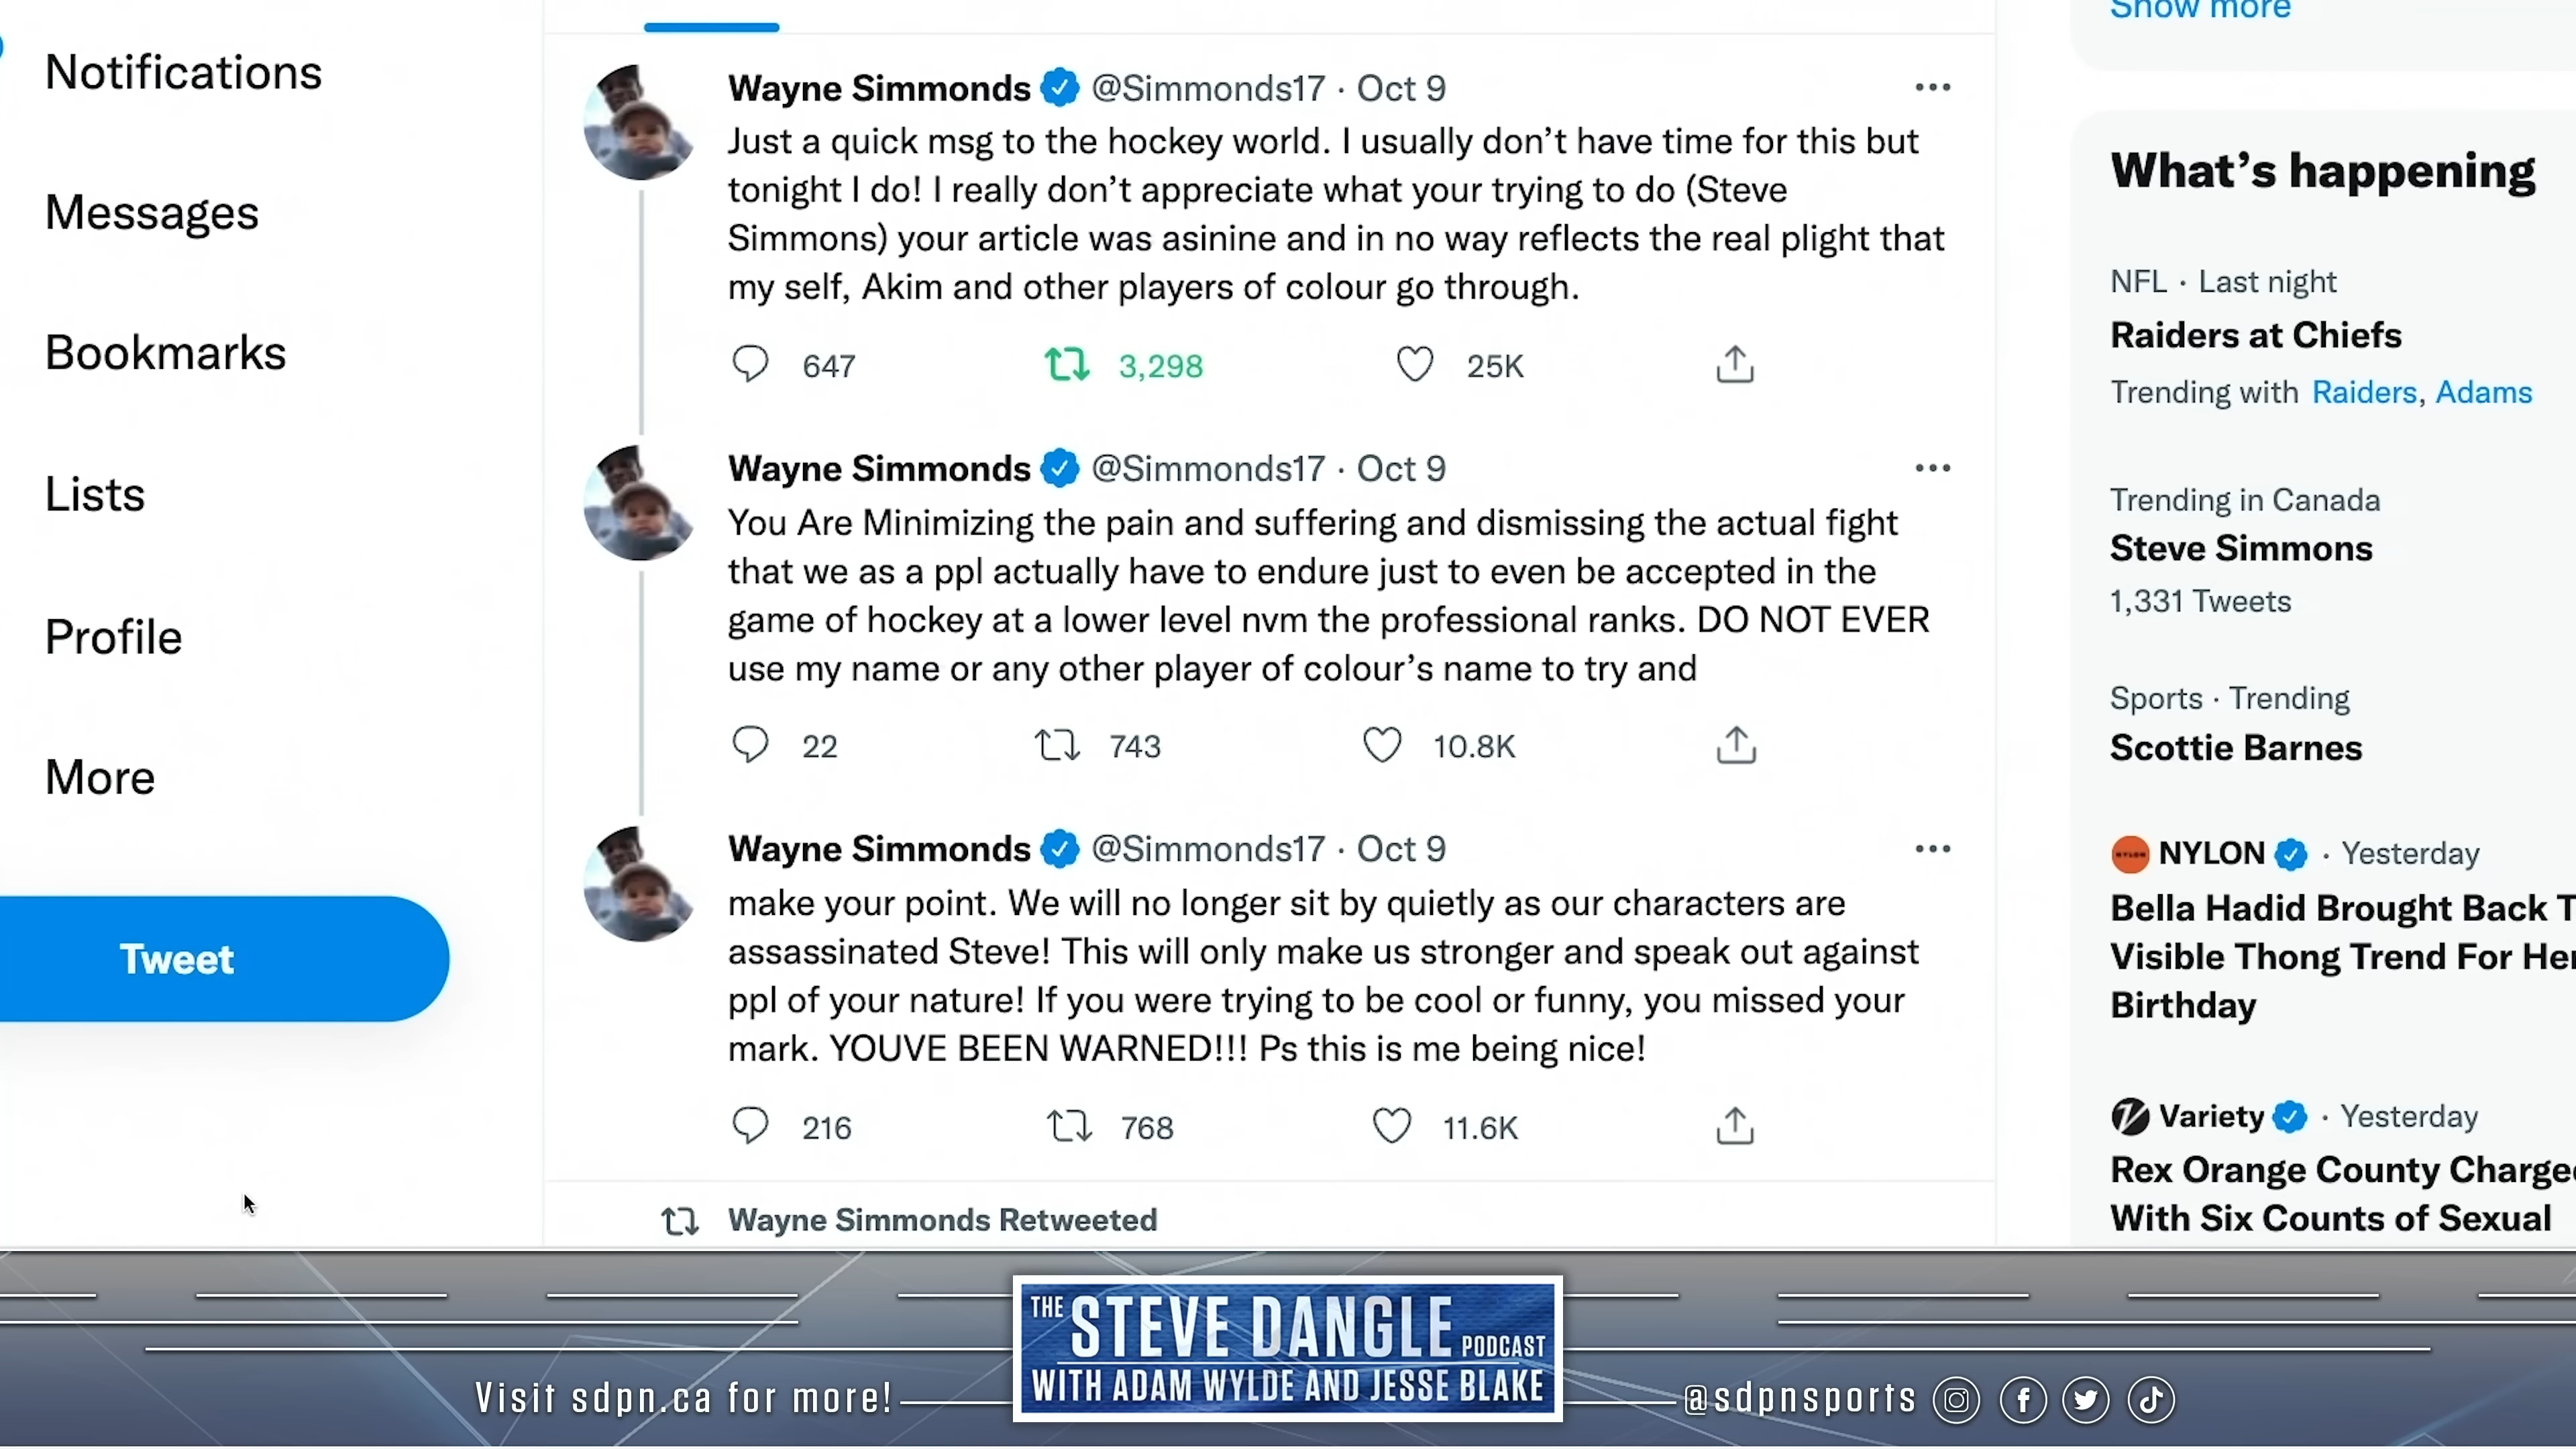 Notifications
Messages
Bookmarks
Lists
Profile
More
Tweet
Wayne Simmonds @Simmonds17 · Oct 9
Just a quick msg to the hockey world. I usually don’t have time for this but
tonight I do! I really don’t appreciate what your trying to do (Steve
Simmons) your article was asinine and in no way reflects the real plight that
my self, Akim and other players of colour go through.
647 3,298 25K
Wayne Simmonds @Simmonds17 · Oct 9
You Are Minimizing the pain and suffering and dismissing the actual fight
that we as a ppl actually have to endure just to even be accepted in the
game of hockey at a lower level nvm the professional ranks. DO NOT EVER
use my name or any other player of colour’s name to try and
22 743 10.8K
Wayne Simmonds @Simmonds17 · Oct 9
make your point. We will no longer sit by quietly as our characters are
assassinated Steve! This will only make us stronger and speak out against
ppl of your nature! If you were trying to be cool or funny, you missed your
mark. YOUVE BEEN WARNED!!! Ps this is me being nice!
216 768 11.6K
Wayne Simmonds Retweeted
Show more
What’s happening
NFL · Last night
Raiders at Chiefs
Trending with Raiders, Adams
Trending in Canada
Steve Simmons
1,331 Tweets
Sports · Trending
Scottie Barnes
NYLON · Yesterday
Bella Hadid Brought Back T
Visible Thong Trend For Her
Birthday
Variety · Yesterday
Rex Orange County Charged
With Six Counts of Sexual
THE STEVE DANGLE PODCAST
WITH ADAM WYLDE AND JESSE BLAKE
Visit sdpn.ca for more!
@sdpnsports